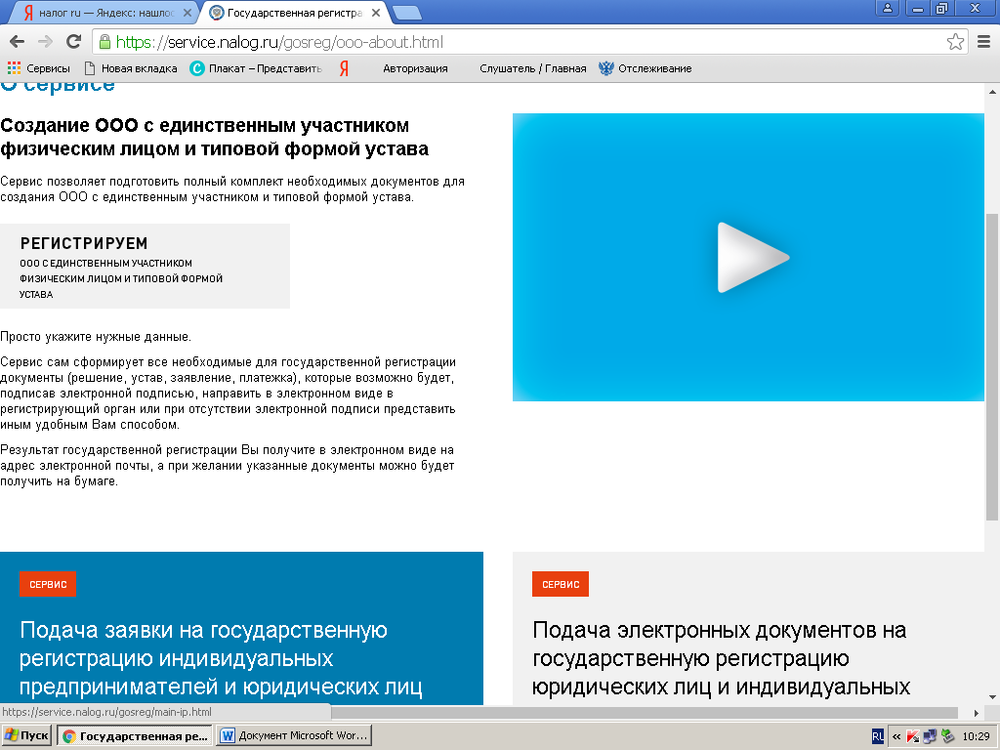 налог ru — Яндекс: нашлос
Государственная регистра
https://service.nalog.ru/gosreg/ooo-about.html
Сервисы
Новая вкладка
Плакат – Представить
Авторизация
Слушатель / Главная
Отслеживание
О сервисе
Создание ООО с единственным участником
физическим лицом и типовой формой устава
Сервис позволяет подготовить полный комплект необходимых документов для
создания ООО с единственным участником и типовой формой устава.
РЕГИСТРИРУЕМ
ООО С ЕДИНСТВЕННЫМ УЧАСТНИКОМ
ФИЗИЧЕСКИМ ЛИЦОМ И ТИПОВОЙ ФОРМОЙ
УСТАВА
Просто укажите нужные данные.
Сервис сам сформирует все необходимые для государственной регистрации
документы (решение, устав, заявление, платежка), которые возможно будет,
подписав электронной подписью, направить в электронном виде в
регистрирующий орган или при отсутствии электронной подписи представить
иным удобным Вам способом.
Результат государственной регистрации Вы получите в электронном виде на
адрес электронной почты, а при желании указанные документы можно будет
получить на бумаге.
СЕРВИС
Подача заявки на государственную
регистрацию индивидуальных
предпринимателей и юридических лиц
СЕРВИС
Подача электронных документов на
государственную регистрацию
юридических лиц и индивидуальных
https://service.nalog.ru/gosreg/main-ip.html
Пуск
Государственная ре...
Документ Microsoft Wor...
RU
10:29